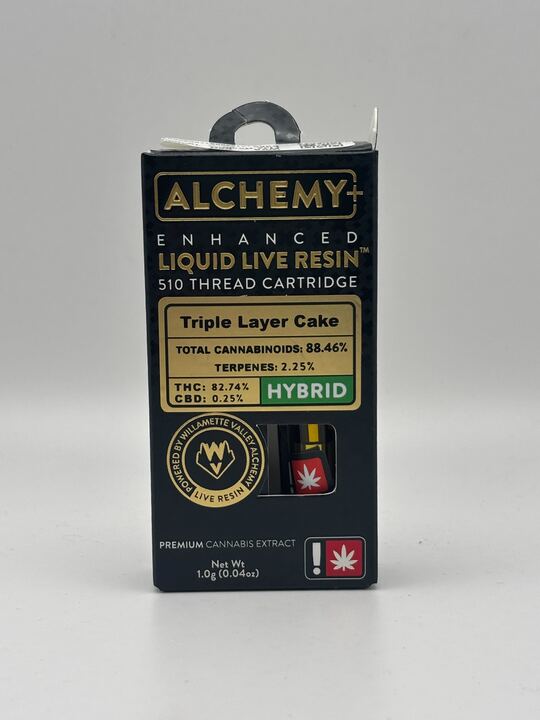 ALCHEMY+
ENHANCED
LIQUID LIVE RESIN™
510 THREAD CARTRIDGE
Triple Layer Cake
TOTAL CANNABINOIDS: 88.46%
TERPENES: 2.25%
THC: 82.74%
CBD: 0.25%
HYBRID
POWERED BY WILLAMETTE VALLEY ALCHEMY
W
LIVE RESIN
PREMIUM CANNABIS EXTRACT
Net Wt
1.0g (0.04oz)
!